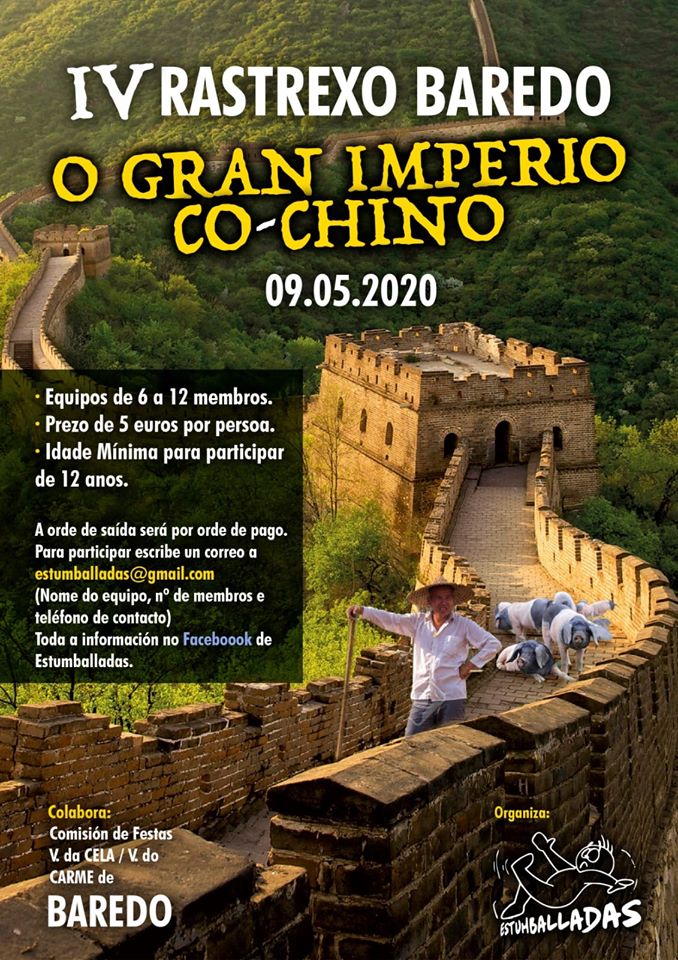 IV RASTREXO BAREDO
O GRAN IMPERIO
CO-CHINO
09.05.2020
· Equipos de 6 a 12 membros.
· Prezo de 5 euros por persoa.
· Idade Mínima para participar
de 12 anos.
A orde de saída será por orde de pago.
Para participar escribe un correo a
estumballadas@gmail.com
(Nome do equipo, nº de membros e
teléfono de contacto)
Toda a información no Faceboook de
Estumballadas.
Colabora:
Comisión de Festas
V. da CELA / V. do
CARME de
BAREDO
Organiza:
ESTUMBALLADAS